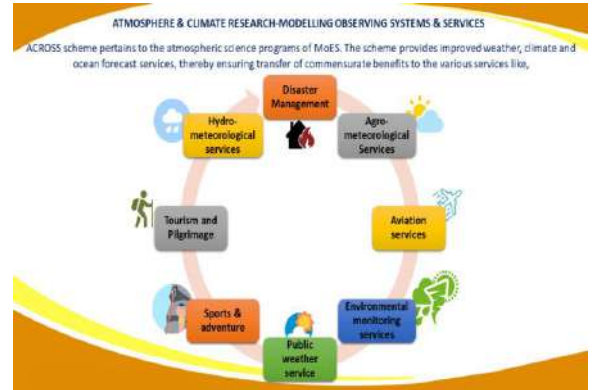 ATMOSPHERE & CLIMATE RESEARCH-MODELLING OBSERVING SYSTEMS & SERVICES
ACROSS scheme pertains to the atmospheric science programs of MoES. The scheme provides improved weather, climate and
ocean forecast services, thereby ensuring transfer of commensurate benefits to the various services like,
Disaster
Management
Agro-
meteorological
Services
Aviation
services
Environmental
monitoring
services
Public
weather
service
Sports &
adventure
Tourism and
Pilgrimage
Hydro-
meteorological
services